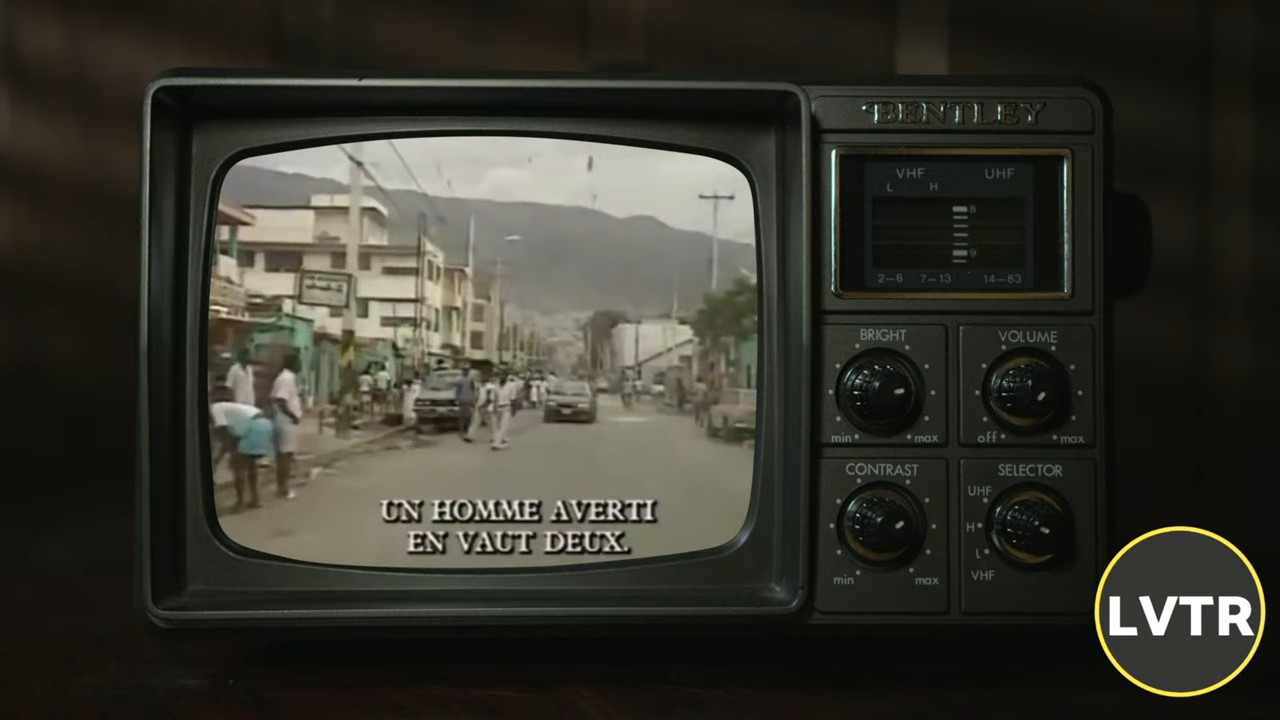 BENTLEY
VHF UHF
L H
8
9
2–6 7–13 14–83
BRIGHT
min max
VOLUME
off max
CONTRAST
min max
SELECTOR
UHF
H
L
VHF
UN HOMME AVERTI
EN VAUT DEUX.
LVTR